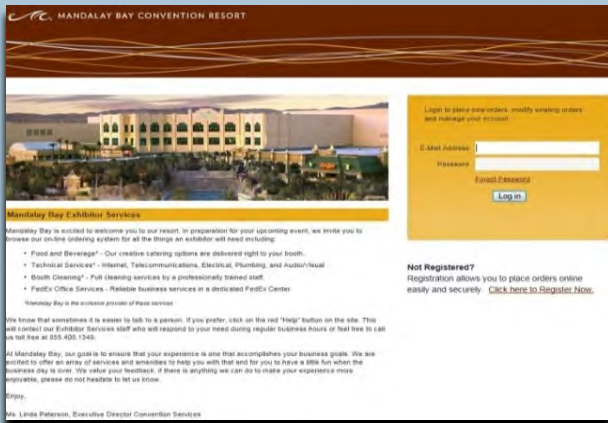 MANDALAY BAY CONVENTION RESORT
Login to place new orders, modify existing orders
and manage your account.
E-Mail Address
Password
Forgot Password
Log in
Mandalay Bay Exhibitor Services
Mandalay Bay is excited to welcome you to our resort. In preparation for your upcoming event, we invite you to
browse our on-line ordering system for all the things an exhibitor will need including:
• Food and Beverage* - Our creative catering options are delivered right to your booth.
• Technical Services* - Internet, Telecommunications, Electrical, Plumbing, and Audio/Visual
• Booth Cleaning* - Full cleaning services by a professionally trained staff.
• FedEx Office Services - Reliable business services in a dedicated FedEx Center
*Mandalay Bay is the exclusive provider of these services
We know that sometimes it is easier to talk to a person. If you prefer, click on the red "Help" button on the site. This
will contact our Exhibitor Services staff who will respond to your need during regular business hours or feel free to call
us toll free at 855.408.1349.
At Mandalay Bay, our goal is to ensure that your experience is one that accomplishes your business goals. We are
excited to offer an array of services and amenities to help you with that and for you to have a little fun when the
business day is over. We value your feedback, if there is anything we can do to make your experience more
enjoyable, please do not hesitate to let us know.
Enjoy,
Ms. Linda Paterson, Executive Director Convention Services
Not Registered?
Registration allows you to place orders online
easily and securely. Click here to Register Now.